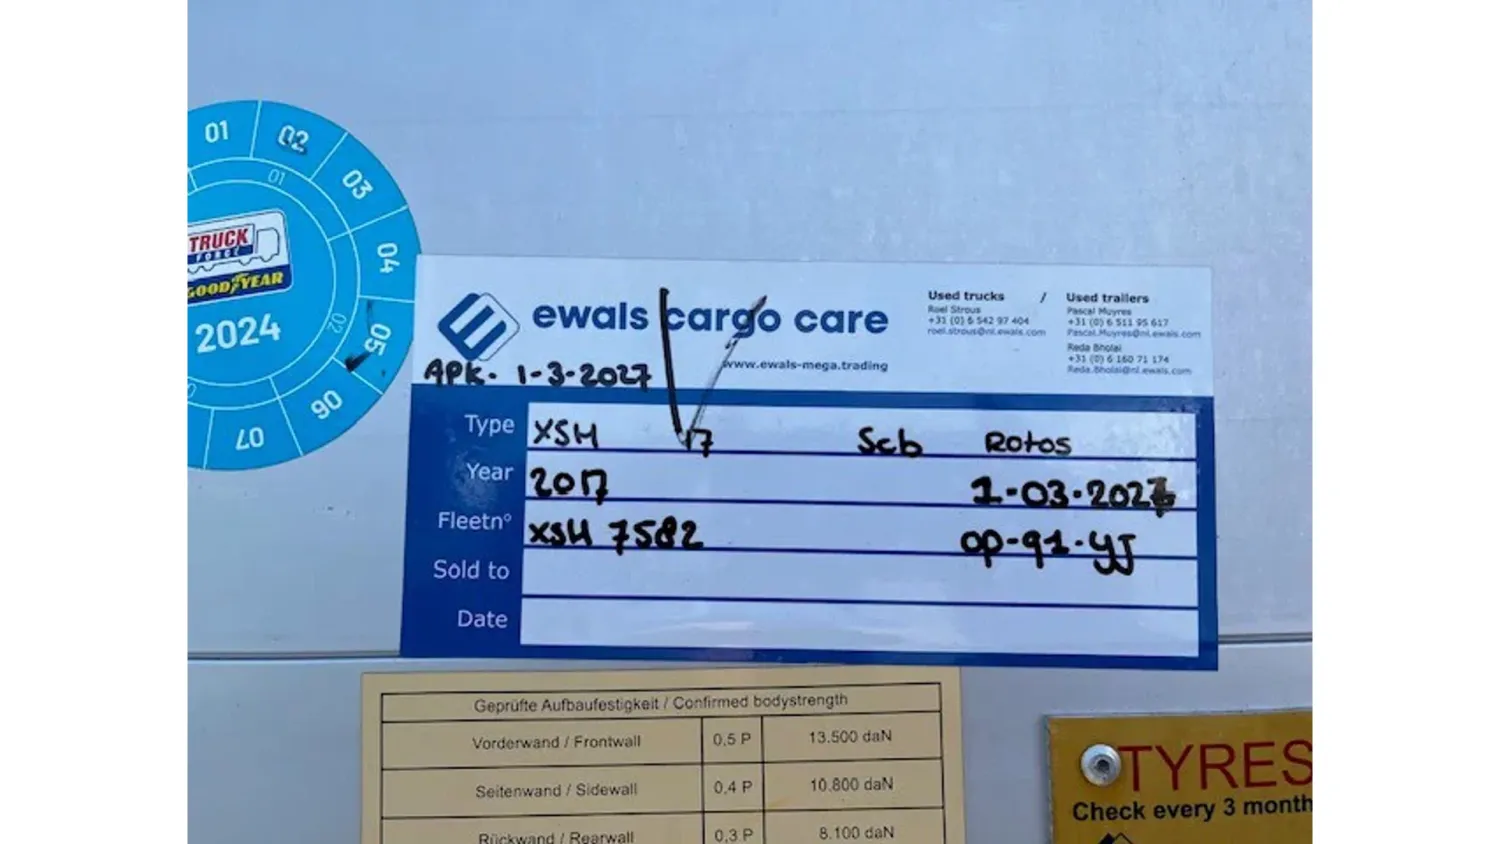 01
02
03
04
05
06
07
01
02
TRUCK
FORCE
GOODYEAR
2024
ewals cargo care
www.ewals-mega.trading
Used trucks / Used trailers
Roel Strous
+31 (0) 6 542 97 404
roel.strous@nl.ewals.com
Pascal Muyres
+31 (0) 6 511 95 617
Pascal.Muyres@nl.ewals.com
Reda Bholai
+31 (0) 6 160 71 174
Reda.Bholai@nl.ewals.com
APK. 1-3-2027
Type XSH 17 Scb Rotos
Year 2017 1-03-2027
Fleetn° XSH 7582 OP-91-YJ
Sold to
Date
Geprüfte Aufbaufestigkeit / Confirmed bodystrength
Vorderwand / Frontwall 0,5 P 13.500 daN
Seitenwand / Sidewall 0,4 P 10.800 daN
Rückwand / Rearwall 0,3 P 8.100 daN
TYRES
Check every 3 month